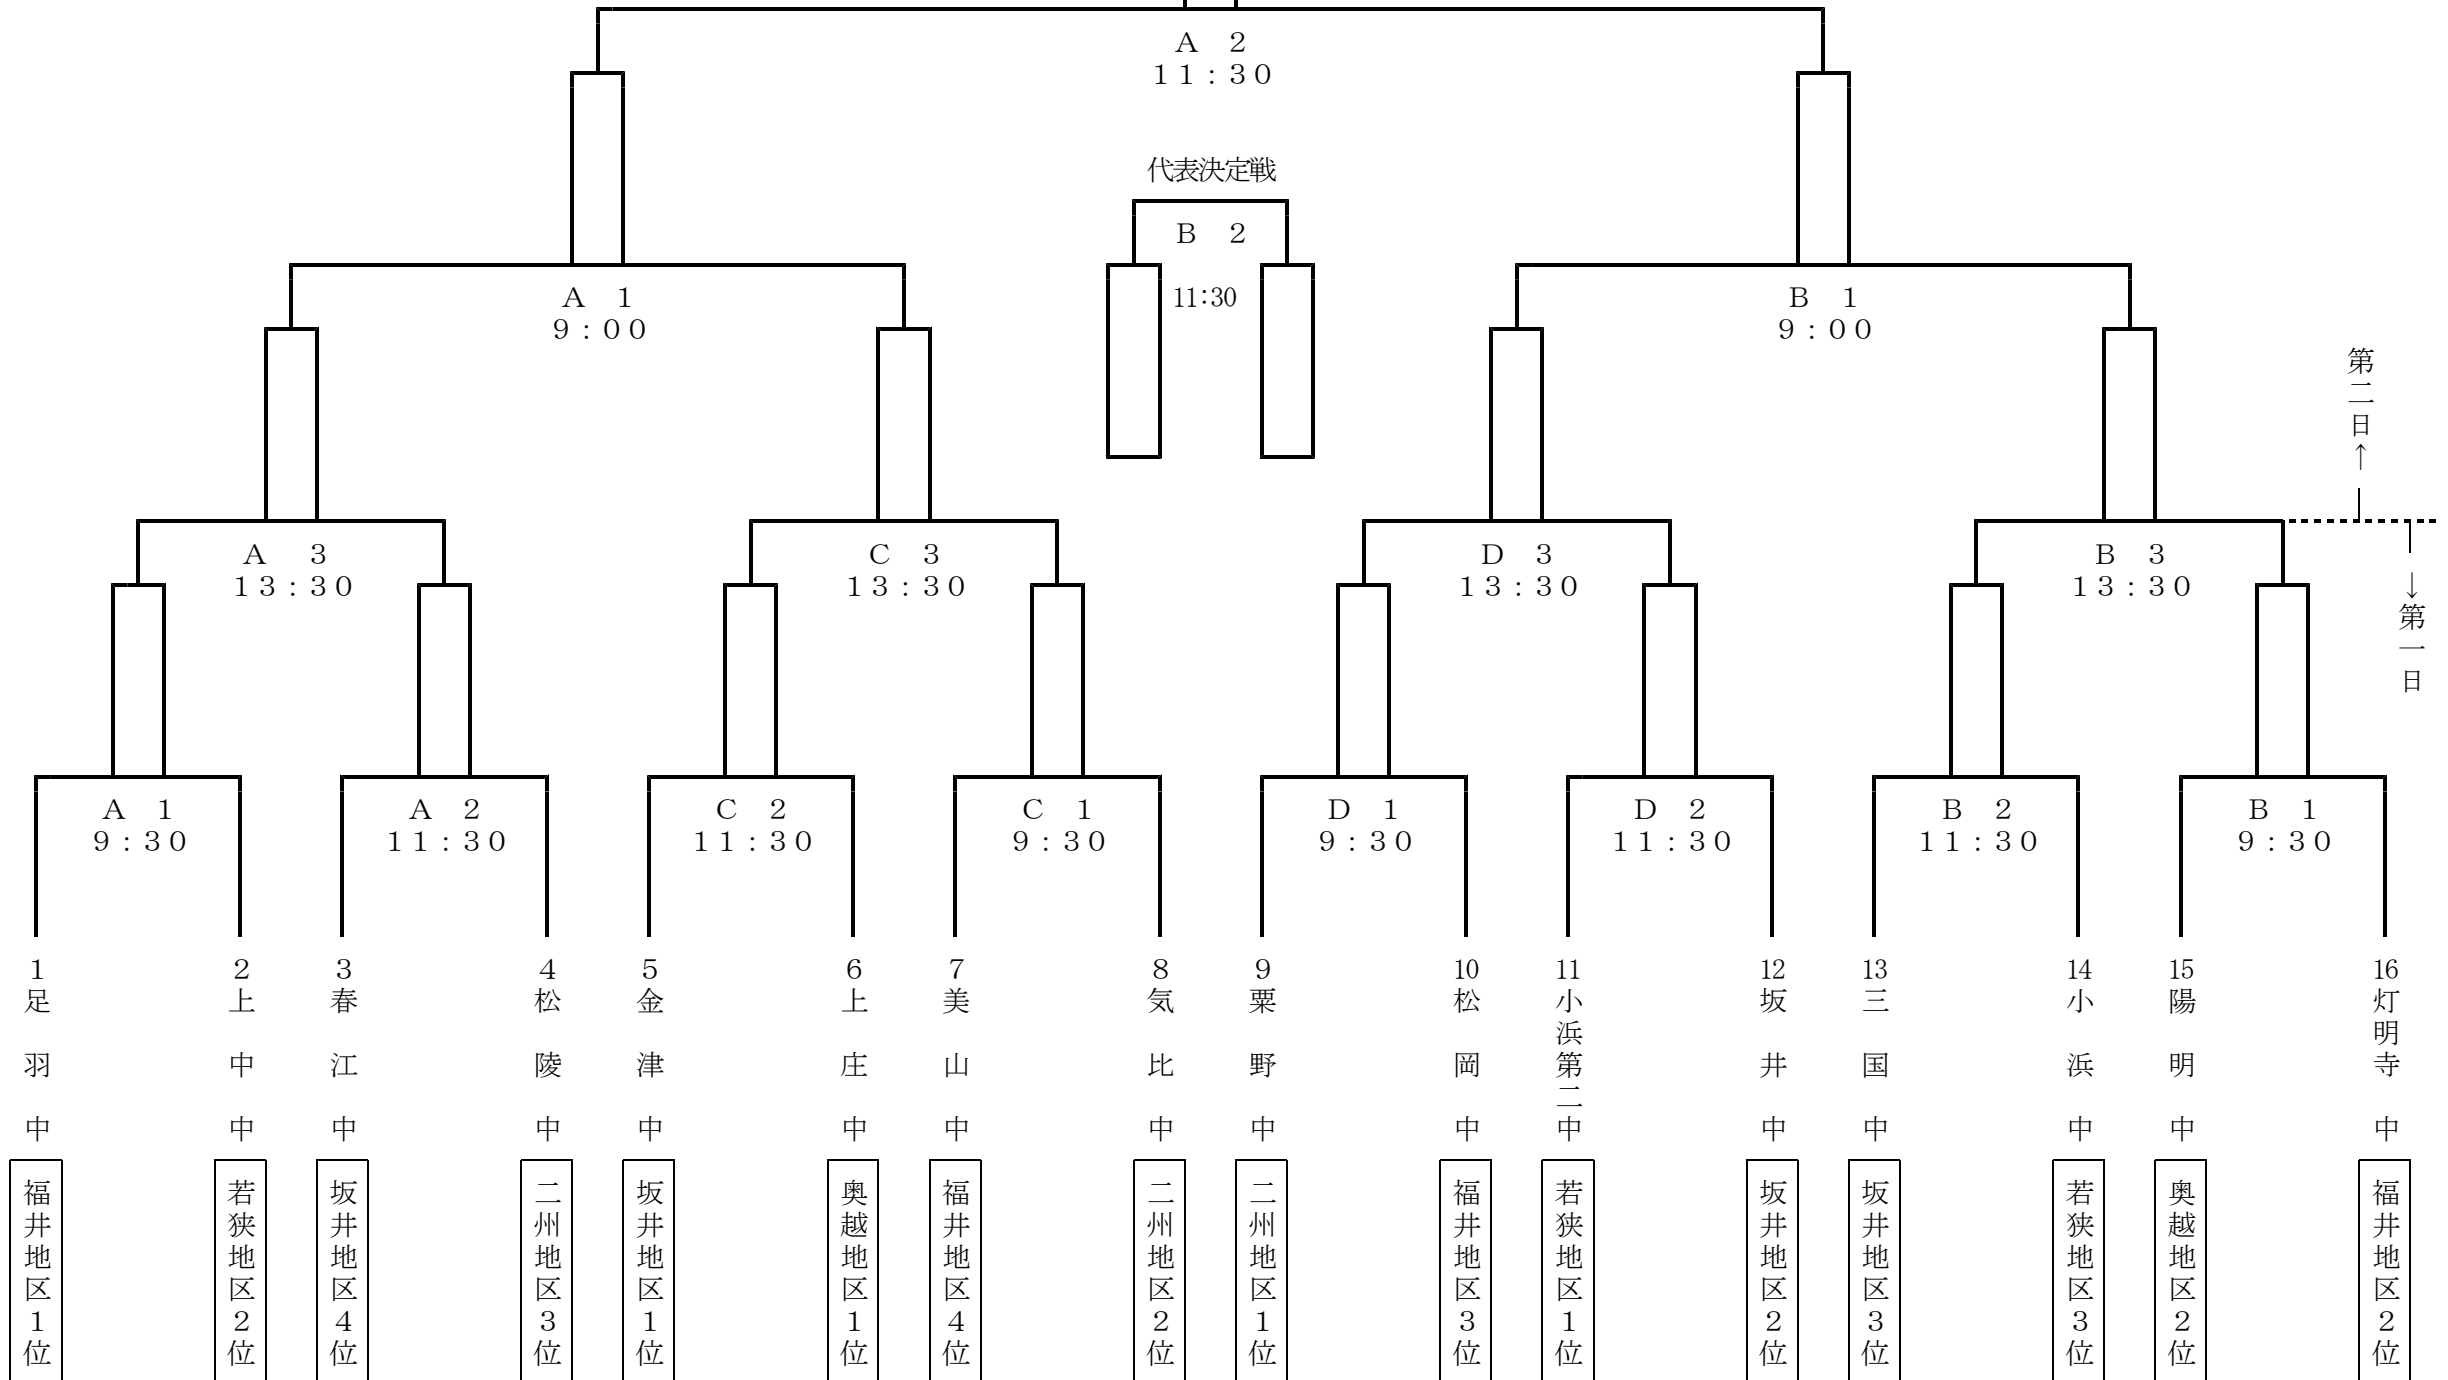 A 2
11:30
代表決定戦
B 2
11:30
A 1
9:00
B 1
9:00
第二日↑
↓第一日
A 3
13:30
C 3
13:30
D 3
13:30
B 3
13:30
A 1
9:30
A 2
11:30
C 2
11:30
C 1
9:30
D 1
9:30
D 2
11:30
B 2
11:30
B 1
9:30
1
足羽中
福井地区1位
2
上中中
若狭地区2位
3
春江中
坂井地区4位
4
松陵中
二州地区3位
5
金津中
坂井地区1位
6
上庄中
奥越地区1位
7
美山中
福井地区4位
8
気比中
二州地区2位
9
粟野中
二州地区1位
10
松岡中
福井地区3位
11
小浜第二中
若狭地区1位
12
坂井中
坂井地区2位
13
三国中
坂井地区3位
14
小浜中
若狭地区3位
15
陽明中
奥越地区2位
16
灯明寺中
福井地区2位